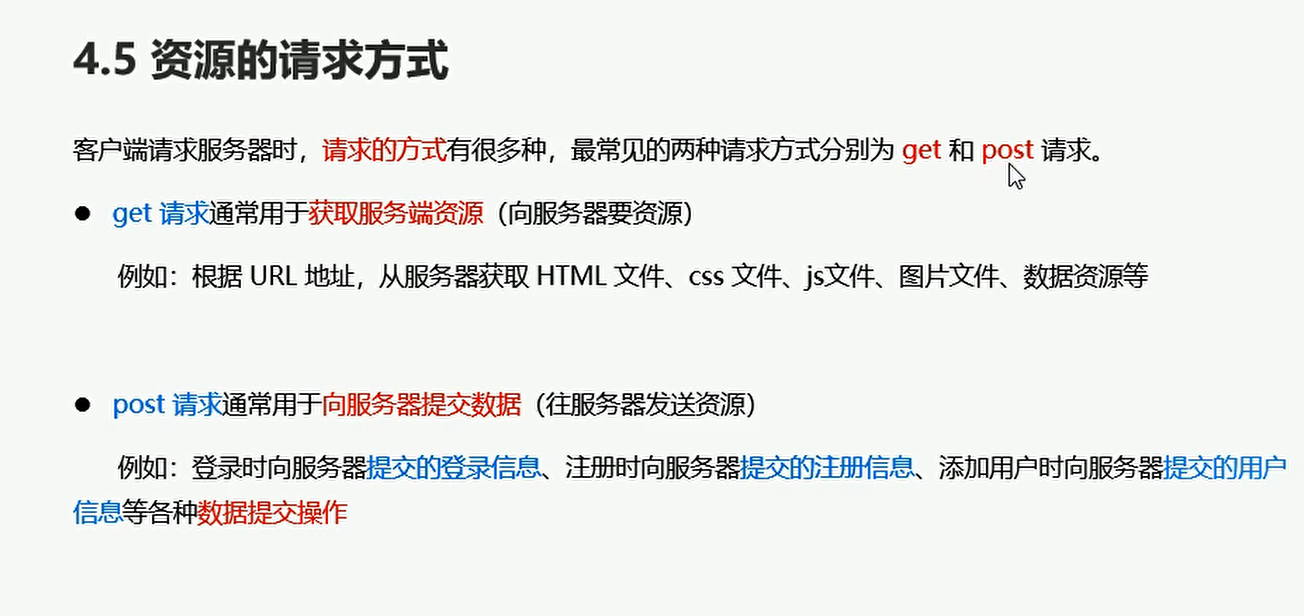 4.5 资源的请求方式
客户端请求服务器时，请求的方式有很多种，最常见的两种请求方式分别为 get 和 post 请求。
● get 请求通常用于获取服务端资源（向服务器要资源）
例如：根据 URL 地址，从服务器获取 HTML 文件、css 文件、js文件、图片文件、数据资源等
● post 请求通常用于向服务器提交数据（往服务器发送资源）
例如：登录时向服务器提交的登录信息、注册时向服务器提交的注册信息、添加用户时向服务器提交的用户
信息等各种数据提交操作